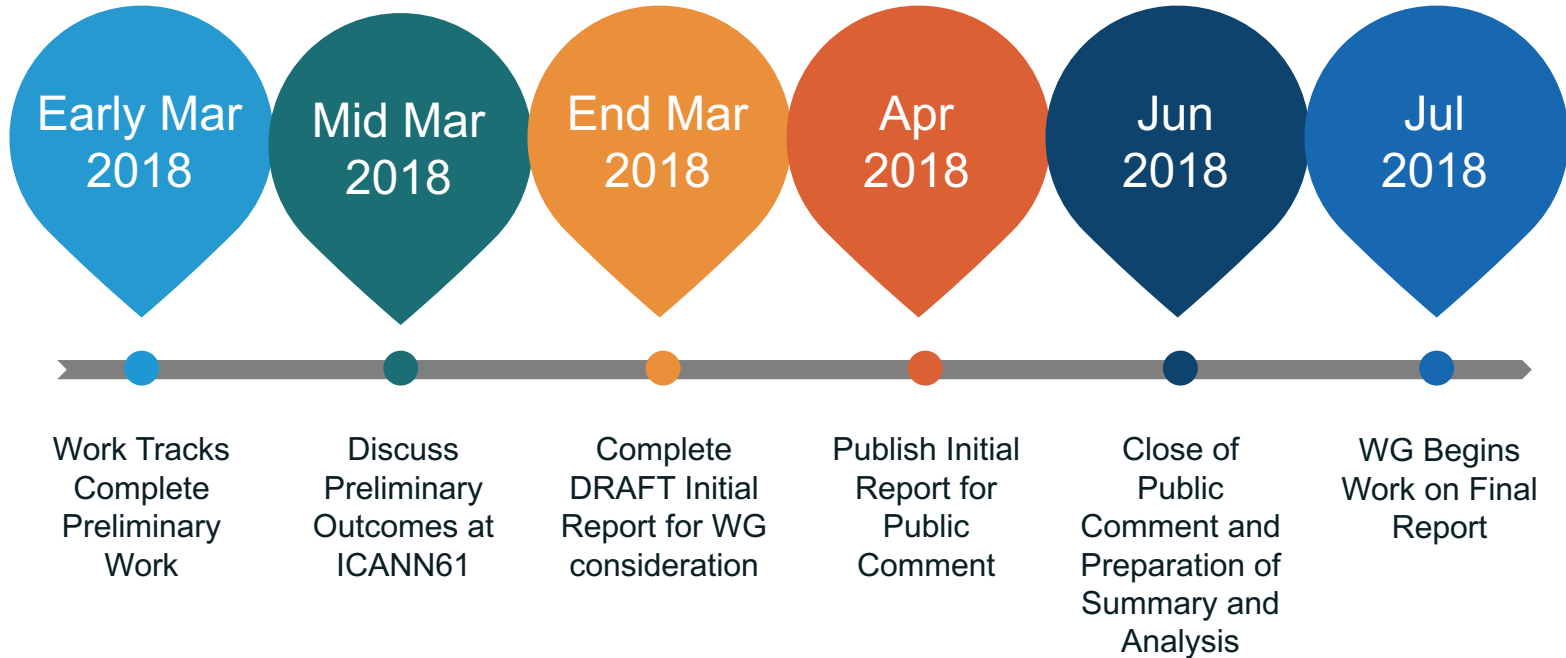 Early Mar
2018
Mid Mar
2018
End Mar
2018
Apr
2018
Jun
2018
Jul
2018
Work Tracks
Complete
Preliminary
Work
Discuss
Preliminary
Outcomes at
ICANN61
Complete
DRAFT Initial
Report for WG
consideration
Publish Initial
Report for
Public
Comment
Close of
Public
Comment and
Preparation of
Summary and
Analysis
WG Begins
Work on Final
Report